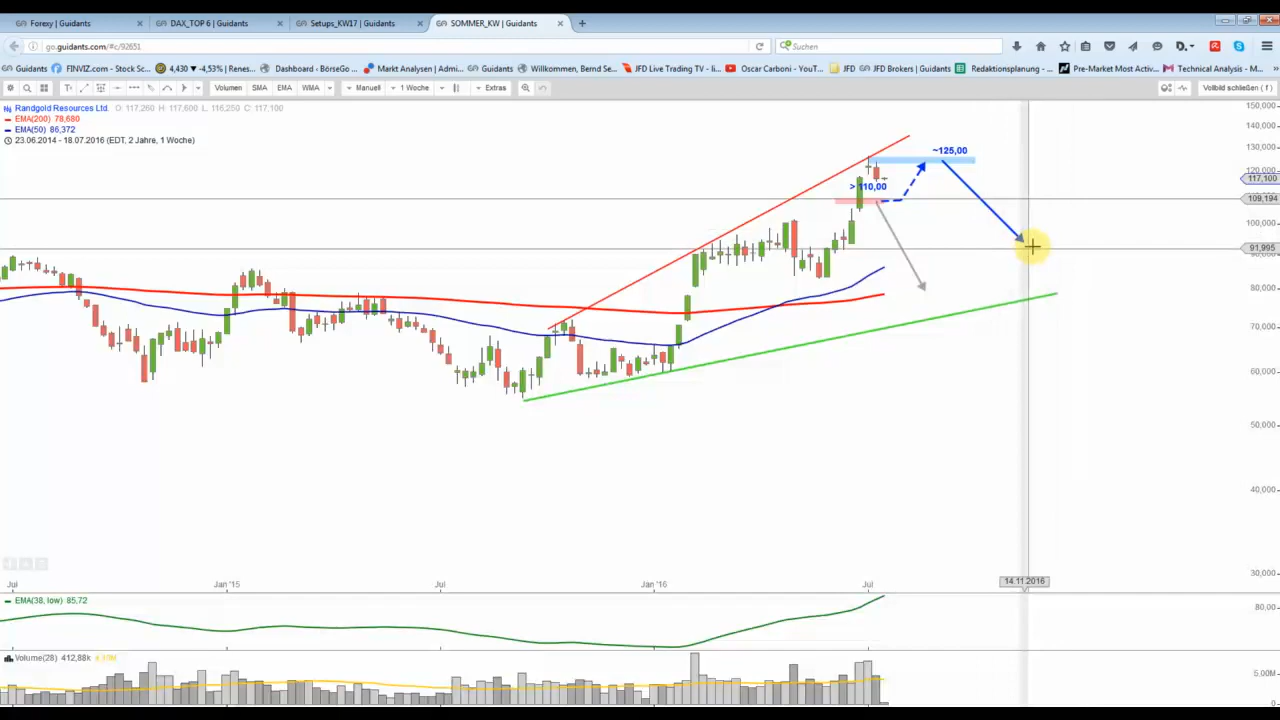 Forexy | Guidants × DAX_TOP 6 | Guidants × Setups_KW17 | Guidants × SOMMER_KW | Guidants × +
go.guidants.com/#c/92651 Suchen
Guidants FINVIZ.com - Stock Sc... 4,430 ▼ -4,53% | Renes... Dashboard - BörseGo ... Markt Analysen | Admi... Guidants Willkommen, Bernd Se... JFD Live Trading TV - li... Oscar Carboni - YouT... JFD JFD Brokers | Guidants Redaktionsplanung - ... Pre-Market Most Activ... Technical Analysis - M...
Volumen SMA EMA WMA Manuell 1 Woche Extras Vollbild schließen ( f )
Randgold Resources Ltd. O: 117,260 H: 117,600 L: 116,250 C: 117,100
EMA(200) 78,680
EMA(50) 86,372
23.06.2014 - 18.07.2016 (EDT, 2 Jahre, 1 Woche)
150,000
140,000
130,000
~125,00
120,000
117,100
> 110,00
109,194
100,000
91,995
90,000
80,000
70,000
60,000
50,000
40,000
30,000
Jul Jan '15 Jul Jan '16 Jul 14.11.2016
EMA(38, low) 85,72
80,00
Volume(28) 412,88k
5,00M